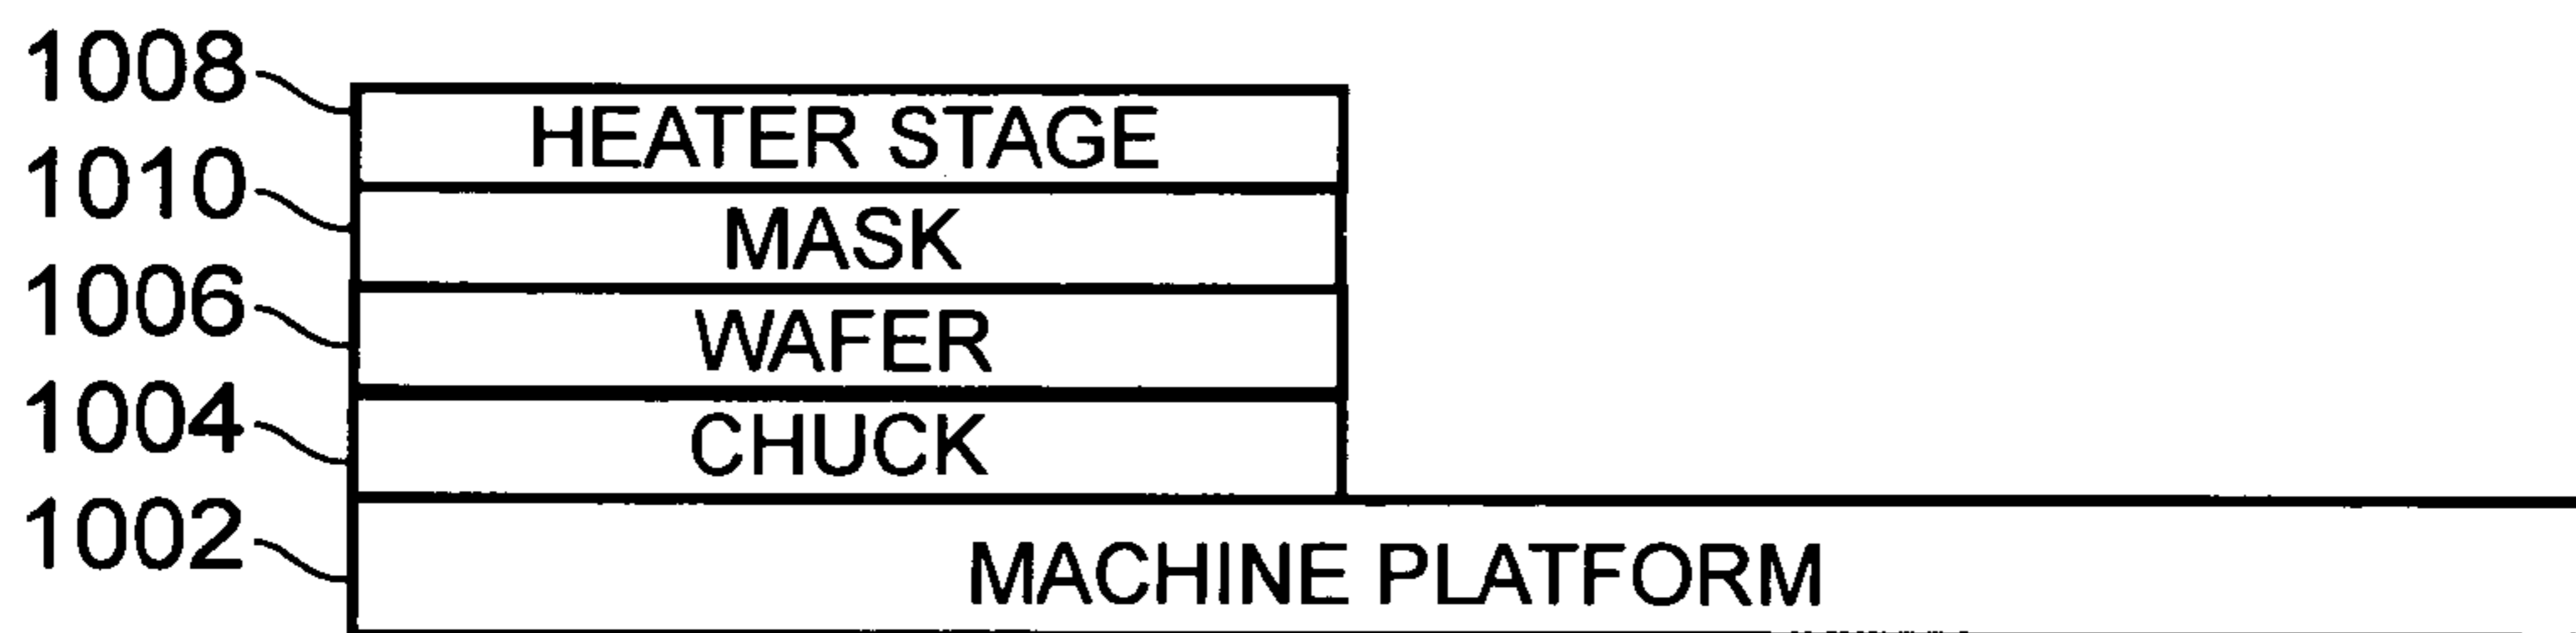 1008 HEATER STAGE
1010 MASK
1006 WAFER
1004 CHUCK
1002 MACHINE PLATFORM